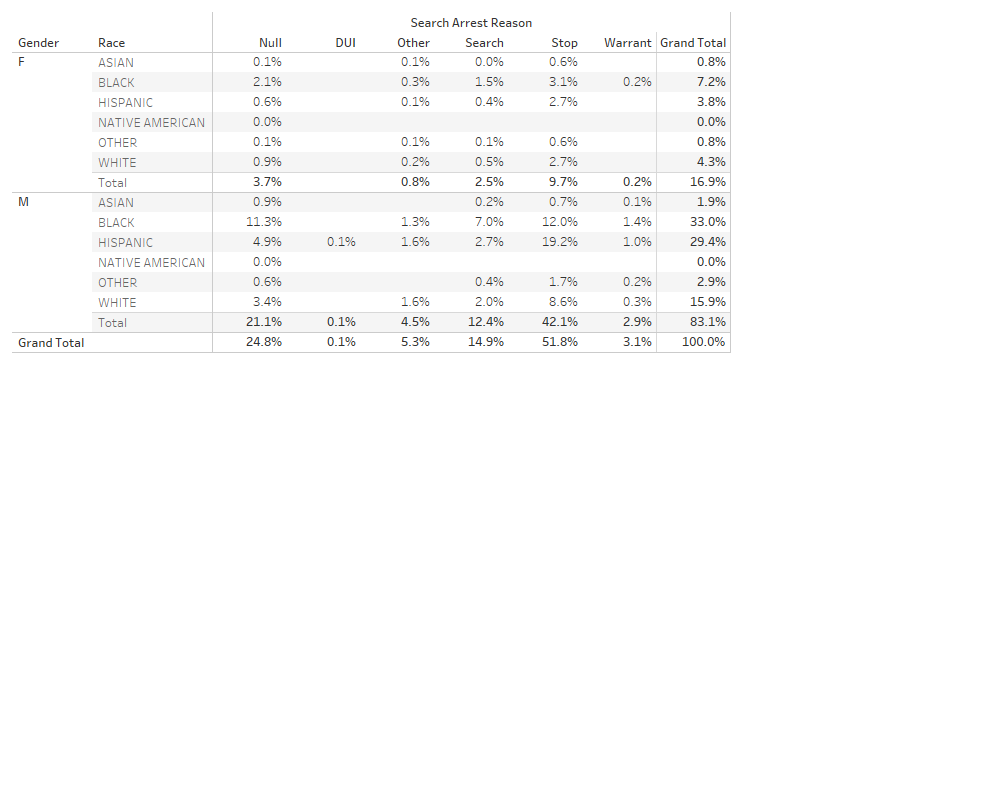 Search Arrest Reason
Gender Race Null DUI Other Search Stop Warrant Grand Total
F ASIAN 0.1% 0.1% 0.0% 0.6% 0.8%
BLACK 2.1% 0.3% 1.5% 3.1% 0.2% 7.2%
HISPANIC 0.6% 0.1% 0.4% 2.7% 3.8%
NATIVE AMERICAN 0.0% 0.0%
OTHER 0.1% 0.1% 0.1% 0.6% 0.8%
WHITE 0.9% 0.2% 0.5% 2.7% 4.3%
Total 3.7% 0.8% 2.5% 9.7% 0.2% 16.9%
M ASIAN 0.9% 0.2% 0.7% 0.1% 1.9%
BLACK 11.3% 1.3% 7.0% 12.0% 1.4% 33.0%
HISPANIC 4.9% 0.1% 1.6% 2.7% 19.2% 1.0% 29.4%
NATIVE AMERICAN 0.0% 0.0%
OTHER 0.6% 0.4% 1.7% 0.2% 2.9%
WHITE 3.4% 1.6% 2.0% 8.6% 0.3% 15.9%
Total 21.1% 0.1% 4.5% 12.4% 42.1% 2.9% 83.1%
Grand Total 24.8% 0.1% 5.3% 14.9% 51.8% 3.1% 100.0%